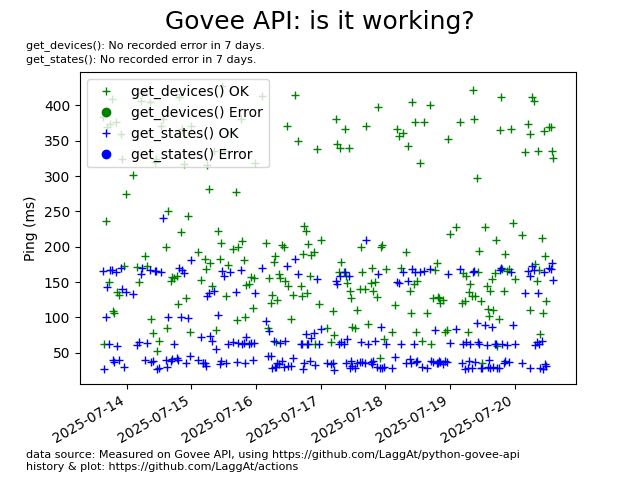 Govee API: is it working?
get_devices(): No recorded error in 7 days.
get_states(): No recorded error in 7 days.
get_devices() OK
get_devices() Error
get_states() OK
get_states() Error
Ping (ms)
400
350
300
250
200
150
100
50
2025-07-14
2025-07-15
2025-07-16
2025-07-17
2025-07-18
2025-07-19
2025-07-20
data source: Measured on Govee API, using https://github.com/LaggAt/python-govee-api
history & plot: https://github.com/LaggAt/actions